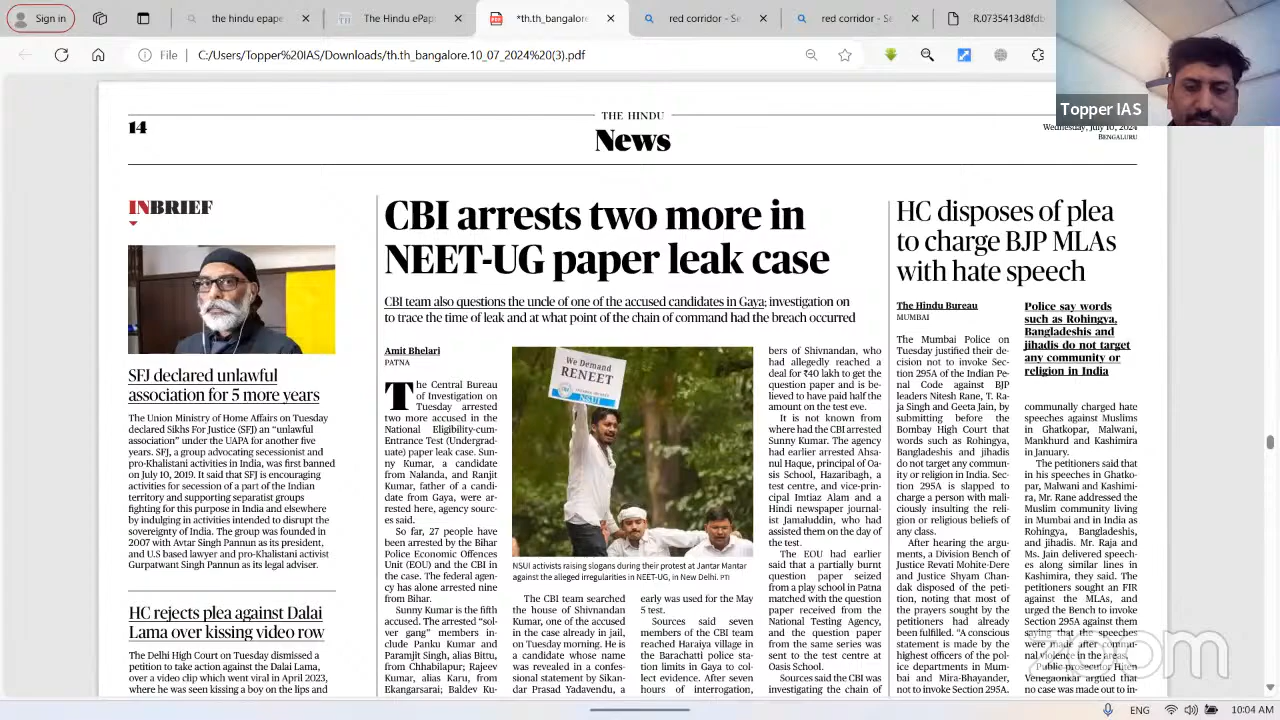 Sign in
the hindu epape
The Hindu ePaper
*th.th_bangalore
red corridor - Se
red corridor - Se
R.0735413d8fdb
File
C:/Users/Topper%20IAS/Downloads/th.th_bangalore.10_07_2024%20(3).pdf
Topper IAS
14
THE HINDU
News
Wednesday, July 10, 2024
BENGALURU
INBRIEF
SFJ declared unlawful
association for 5 more years
The Union Ministry of Home Affairs on Tuesday
declared Sikhs For Justice (SFJ) an “unlawful
association” under the UAPA for another five
years. SFJ, a group advocating secessionist and
pro-Khalistani activities in India, was first banned
on July 10, 2019. It said that SFJ is encouraging
activities for secession of a part of the Indian
territory and supporting separatist groups
fighting for this purpose in India and elsewhere
by indulging in activities intended to disrupt the
sovereignty of India. The group was founded in
2007 with Avtar Singh Pannun as its president,
and U.S based lawyer and pro-Khalistani activist
Gurpatwant Singh Pannun as its legal adviser.
HC rejects plea against Dalai
Lama over kissing video row
The Delhi High Court on Tuesday dismissed a
petition to take action against the Dalai Lama,
over a video clip which went viral in April 2023,
where he was seen kissing a boy on the lips and
CBI arrests two more in
NEET-UG paper leak case
CBI team also questions the uncle of one of the accused candidates in Gaya; investigation on
to trace the time of leak and at what point of the chain of command had the breach occurred
Amit Bhelari
PATNA
The Central Bureau
of Investigation on
Tuesday arrested
two more accused in the
National Eligibility-cum-
Entrance Test (Undergrad-
uate) paper leak case. Sun-
ny Kumar, a candidate
from Nalanda, and Ranjit
Kumar, father of a candi-
date from Gaya, were ar-
rested here, agency sourc-
es said.
So far, 27 people have
been arrested by the Bihar
Police Economic Offences
Unit (EOU) and the CBI in
the case. The federal agen-
cy has alone arrested nine
from Bihar.
Sunny Kumar is the fifth
accused. The arrested “sol-
ver gang” members in-
clude Panku Kumar and
Paramjit Singh, alias Bittu,
from Chhabilapur; Rajeev
Kumar, alias Karu, from
Ekangarsarai; Baldev Ku-
We Demand
RENEET
NSUI
NSUI activists raising slogans during their protest at Jantar Mantar
against the alleged irregularities in NEET-UG, in New Delhi. PTI
The CBI team searched
the house of Shivnandan
Kumar, one of the accused
in the case already in jail,
on Tuesday morning. He is
a candidate whose name
was revealed in a confes-
sional statement by Sikan-
dar Prasad Yadavendu, a
early was used for the May
5 test.
Sources said seven
members of the CBI team
reached Haraiya village in
the Barachatti police sta-
tion limits in Gaya to col-
lect evidence. After seven
hours of interrogation,
bers of Shivnandan, who
had allegedly reached a
deal for ₹40 lakh to get the
question paper and is be-
lieved to have paid half the
amount on the test eve.
It is not known from
where had the CBI arrested
Sunny Kumar. The agency
had earlier arrested Ahsa-
nul Haque, principal of Oa-
sis School, Hazaribagh, a
test centre, and vice-prin-
cipal Imtiaz Alam and a
Hindi newspaper journal-
ist Jamaluddin, who had
assisted them on the day of
the test.
The EOU had earlier
said that a partially burnt
question paper seized
from a play school in Patna
matched with the question
paper received from the
National Testing Agency,
and the question paper
from the same series was
sent to the test centre at
Oasis School.
Sources said the CBI was
investigating the chain of
HC disposes of plea
to charge BJP MLAs
with hate speech
The Hindu Bureau
MUMBAI
The Mumbai Police on
Tuesday justified their de-
cision not to invoke Sec-
tion 295A of the Indian Pe-
nal Code against BJP
leaders Nitesh Rane, T. Ra-
ja Singh and Geeta Jain, by
submitting before the
Bombay High Court that
words such as Rohingya,
Bangladeshis and jihadis
do not target any commun-
ity or religion in India. Sec-
tion 295A is slapped to
charge a person with mali-
ciously insulting the reli-
gion or religious beliefs of
any class.
After hearing the argu-
ments, a Division Bench of
Justice Revati Mohite-Dere
and Justice Shyam Chan-
dak disposed of the peti-
tion, noting that most of
the prayers sought by the
petitioners had already
been fulfilled. “A conscious
statement is made by the
highest officers of the
police departments in Mum-
bai and Mira-Bhayander,
not to invoke Section 295A.
Police say words
such as Rohingya,
Bangladeshis and
jihadis do not target
any community or
religion in India
communally charged hate
speeches against Muslims
in Ghatkopar, Malwani,
Mankhurd and Kashimira
in January.
The petitioners said that
in his speeches in Ghatko-
par, Malwani and Kashimi-
ra, Mr. Rane addressed the
Muslim community living
in Mumbai and in India as
Rohingya, Bangladeshis,
and jihadis. Mr. Raja and
Ms. Jain delivered speech-
es along similar lines in
Kashimira, they said. The
petitioners sought an FIR
against the MLAs, and
urged the Bench to invoke
Section 295A against them
saying that the speeches
were made after commu-
nal violence in the areas.
Public prosecutor Hiten
Venegaonkar argued that
no case was made out to in-
zoom
ENG
10:04 AM